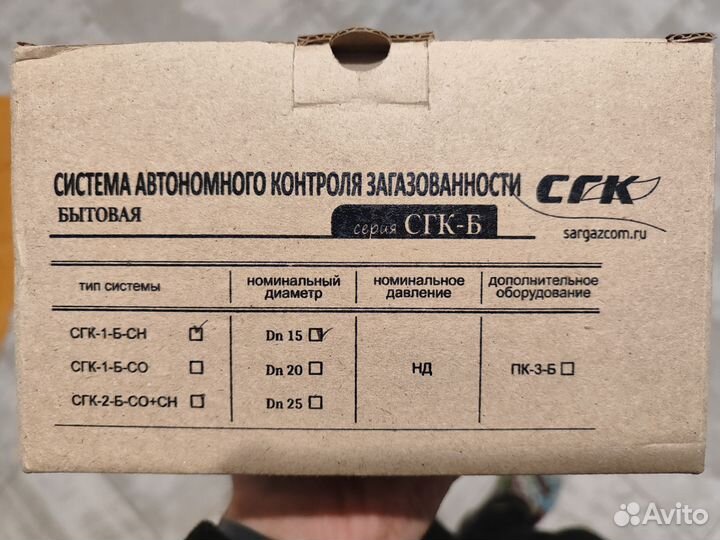 СИСТЕМА АВТОНОМНОГО КОНТРОЛЯ ЗАГАЗОВАННОСТИ
БЫТОВАЯ
серия СГК-Б
СГК
sargazcom.ru
тип системы
номинальный диаметр
номинальное давление
дополнительное оборудование
СГК-1-Б-СН
Dn 15
СГК-1-Б-СО
Dn 20
НД
ПК-3-Б
СГК-2-Б-СО+СН
Dn 25
Avito